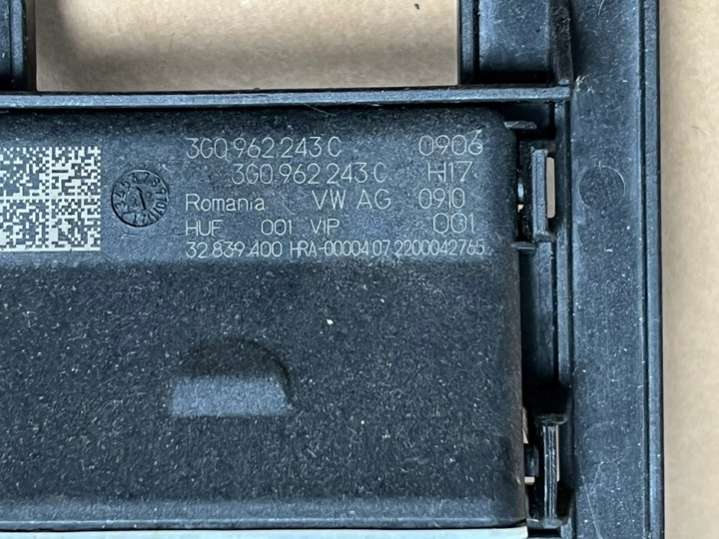 3G0.962.243 C 0906
3G0.962 243 C H17
Romania VW AG 0910
HUF 001 VIP 001
32.839.400 HRA-00004.07.2200042765